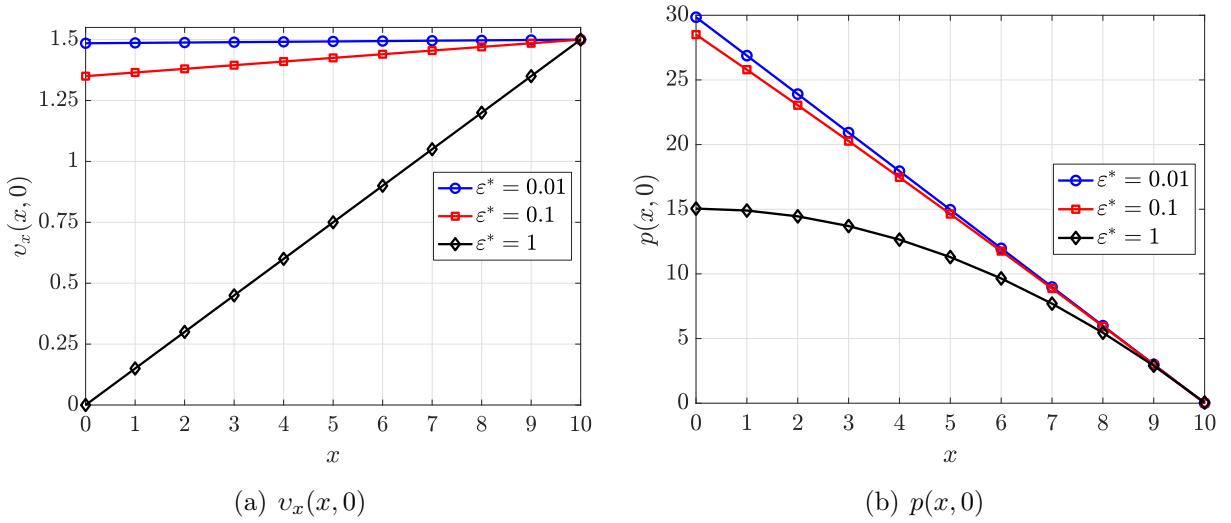 1.5
1.25
1
0.75
0.5
0.25
0
υₓ(x, 0)
ε* = 0.01
ε* = 0.1
ε* = 1
0 1 2 3 4 5 6 7 8 9 10
x
(a) υₓ(x, 0)
30
25
20
15
10
5
0
p(x, 0)
ε* = 0.01
ε* = 0.1
ε* = 1
0 1 2 3 4 5 6 7 8 9 10
x
(b) p(x, 0)